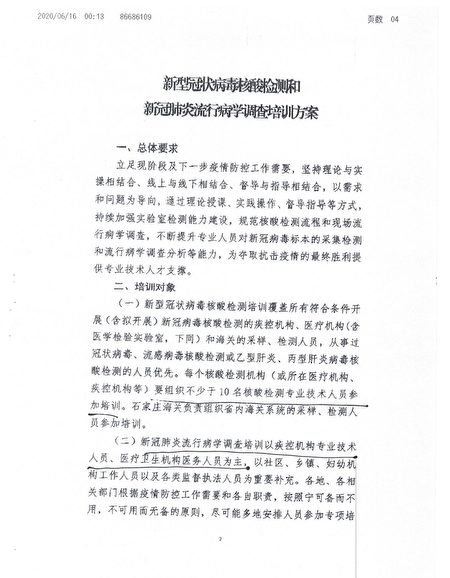 2020/06/16 00:13 86686109 页数 04
新型冠状病毒核酸检测和
新冠肺炎流行病学调查培训方案
一、总体要求
立足现阶段及下一步疫情防控工作需要，坚持理论与实
操相结合、线上与线下相结合、督导与指导相结合，以需求
和问题为导向，通过理论授课、实践操作、督导指导等方式，
持续加强实验室检测能力建设，规范核酸检测流程和现场流
行病学调查，不断提升专业人员对新冠病毒标本的采集检测
和流行病学调查分析等能力，为夺取抗击疫情的最终胜利提
供专业技术人才支撑。
二、培训对象
（一）新型冠状病毒核酸检测培训覆盖所有符合条件开
展（含拟开展）新冠病毒核酸检测的疾控机构、医疗机构（含
医学检验实验室，下同）和海关的采样、检测人员，从事过
冠状病毒、流感病毒核酸检测或乙型肝炎、丙型肝炎病毒核
酸检测的人员优先。每个核酸检测机构（或所在医疗机构、
疾控机构等）要组织不少于10名核酸检测专业技术人员参
加培训。石家庄海关负责组织省内海关系统的采样、检测人
员参加培训。
（二）新冠肺炎流行病学调查培训以疾控机构专业技术
人员、医疗卫生机构医务人员为主，以社区、乡镇、妇幼机
构工作人员以及各类监督执法人员为重要补充。各地、各相
关部门根据疫情防控工作需要和各自职责，按照宁可备而不
用，不可用而无备的原则，尽可能多地安排人员参加专项培